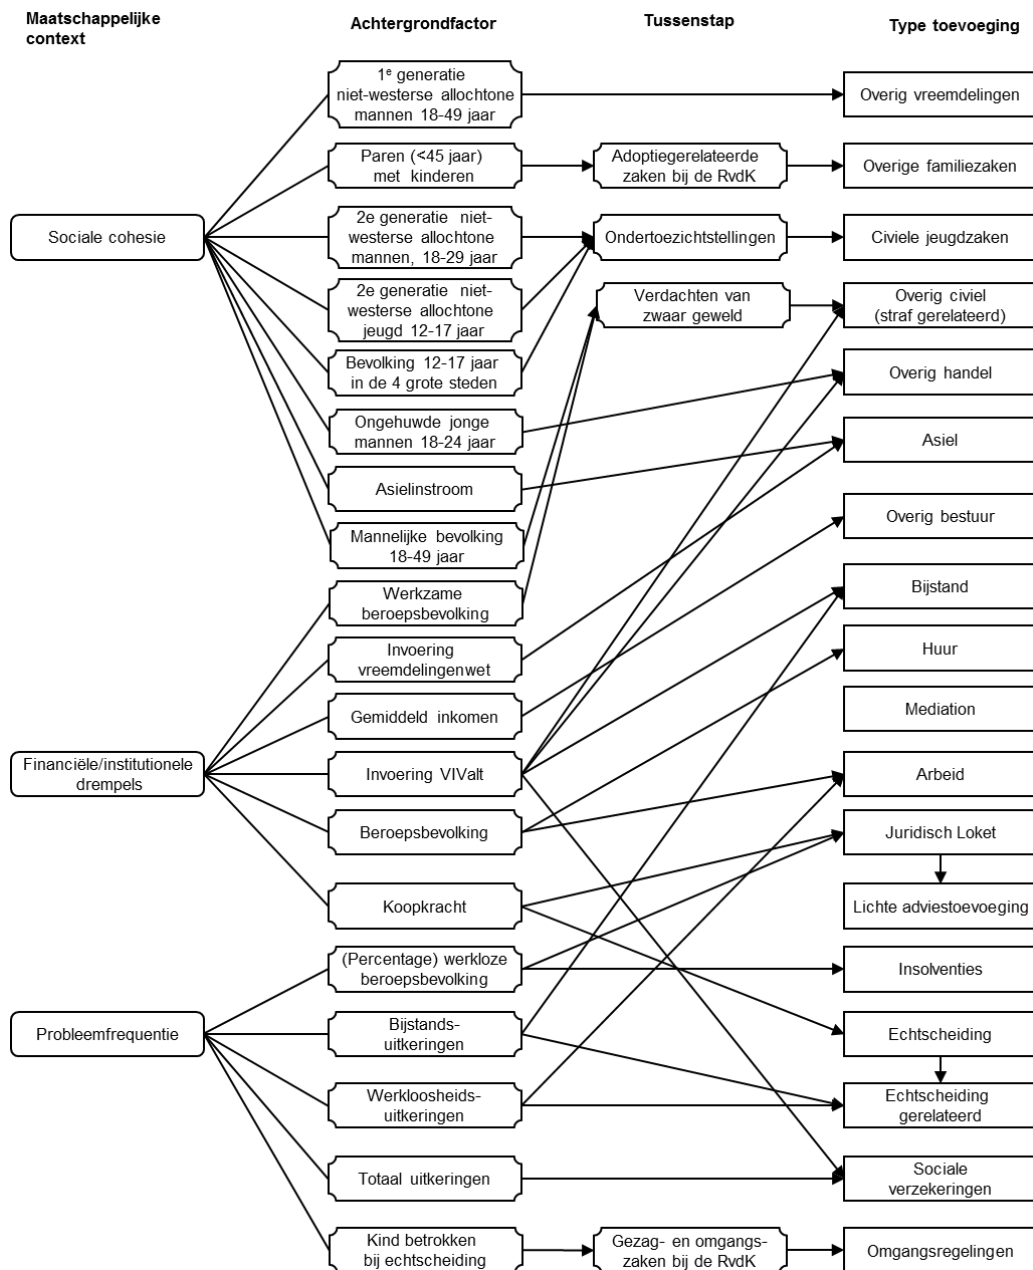 Maatschappelijke
context
Achtergrondfactor
Tussenstap
Type toevoeging
1e generatie
niet-westerse allochtone
mannen 18-49 jaar
Overig vreemdelingen
Paren (<45 jaar)
met kinderen
Adoptiegerelateerde
zaken bij de RvdK
Overige familiezaken
Sociale cohesie
2e generatie niet-
westerse allochtone
mannen, 18-29 jaar
Ondertoezichtstellingen
Civiele jeugdzaken
2e generatie niet-
westerse allochtone
jeugd 12-17 jaar
Verdachten van
zwaar geweld
Overig civiel
(straf gerelateerd)
Bevolking 12-17 jaar
in de 4 grote steden
Overig handel
Ongehuwde jonge
mannen 18-24 jaar
Asiel
Asielinstroom
Overig bestuur
Mannelijke bevolking
18-49 jaar
Werkzame
beroepsbevolking
Bijstand
Invoering
vreemdelingenwet
Huur
Gemiddeld inkomen
Mediation
Financiële/institutionele
drempels
Invoering VIValt
Arbeid
Beroepsbevolking
Juridisch Loket
Koopkracht
Lichte adviestoevoeging
(Percentage) werkloze
beroepsbevolking
Insolventies
Probleemfrequentie
Bijstands-
uitkeringen
Echtscheiding
Werkloosheids-
uitkeringen
Echtscheiding
gerelateerd
Totaal uitkeringen
Sociale
verzekeringen
Kind betrokken
bij echtscheiding
Gezag- en omgangs-
zaken bij de RvdK
Omgangsregelingen